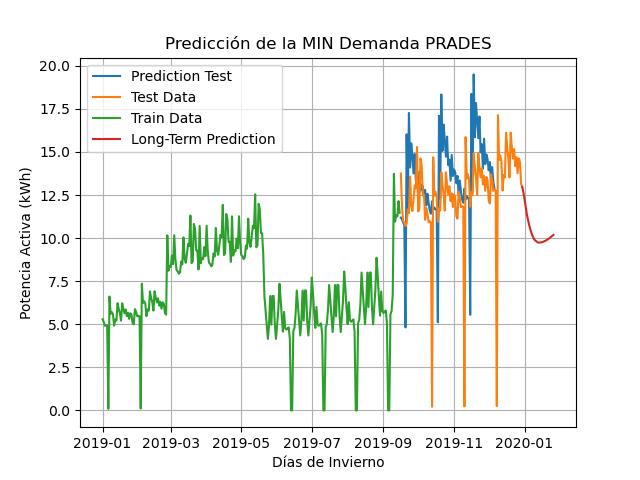 Predicción de la MIN Demanda PRADES
Prediction Test
Test Data
Train Data
Long-Term Prediction
Potencia Activa (kWh)
20.0
17.5
15.0
12.5
10.0
7.5
5.0
2.5
0.0
2019-01 2019-03 2019-05 2019-07 2019-09 2019-11 2020-01
Días de Invierno